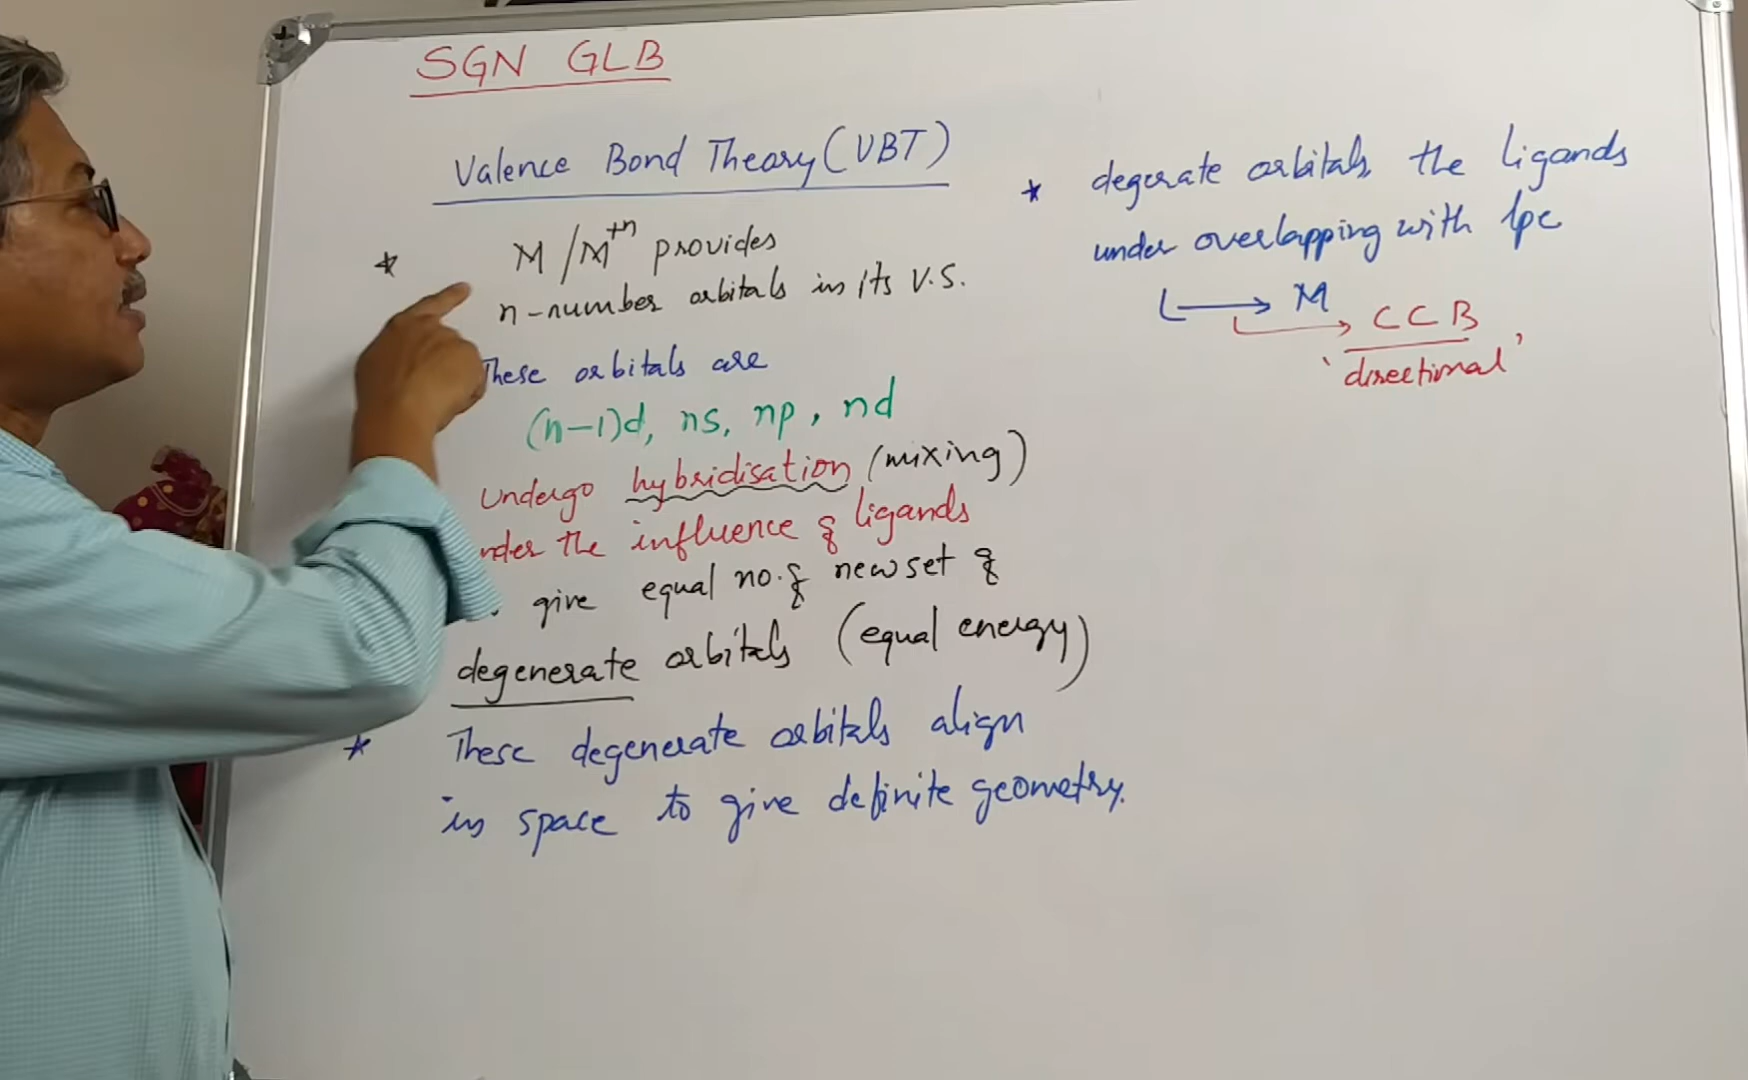 SGN GLB
Valence Bond Theory (VBT)
* M/M⁺ⁿ provides
n-number orbitals in its V.S.
These orbitals are
(n-1)d, ns, np, nd
undergo hybridisation (mixing)
nder the influence of ligands
give equal no. of new set of
degenerate orbitals (equal energy)
* These degenerate orbitals align
in space to give definite geometry.
* degerate orbitals, the ligands
under overlapping with lpe
L → M
→ CCB
'directional'